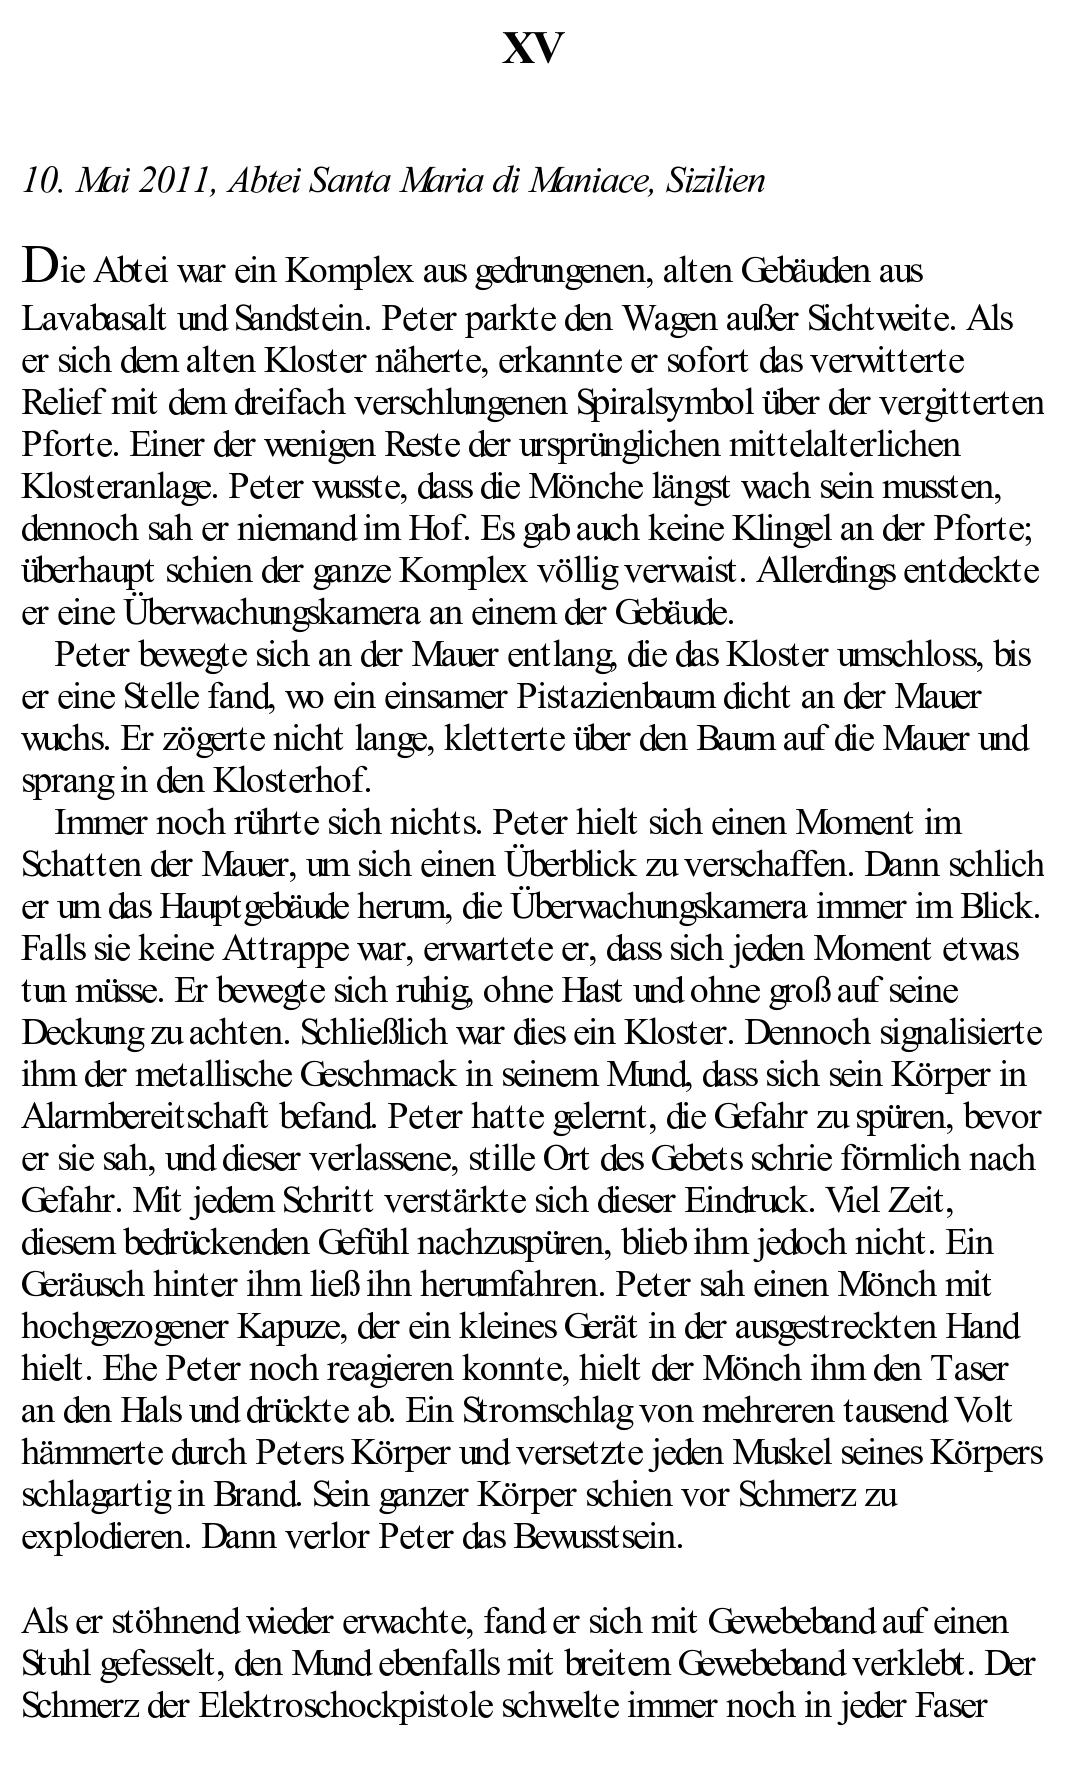 XV
10. Mai 2011, Abtei Santa Maria di Maniace, Sizilien
Die Abtei war ein Komplex aus gedrungenen, alten Gebäuden aus
Lavabasalt und Sandstein. Peter parkte den Wagen außer Sichtweite. Als
er sich dem alten Kloster näherte, erkannte er sofort das verwitterte
Relief mit dem dreifach verschlungenen Spiralsymbol über der vergitterten
Pforte. Einer der wenigen Reste der ursprünglichen mittelalterlichen
Klosteranlage. Peter wusste, dass die Mönche längst wach sein mussten,
dennoch sah er niemand im Hof. Es gab auch keine Klingel an der Pforte;
überhaupt schien der ganze Komplex völlig verwaist. Allerdings entdeckte
er eine Überwachungskamera an einem der Gebäude.
Peter bewegte sich an der Mauer entlang, die das Kloster umschloss, bis
er eine Stelle fand, wo ein einsamer Pistazienbaum dicht an der Mauer
wuchs. Er zögerte nicht lange, kletterte über den Baum auf die Mauer und
sprang in den Klosterhof.
Immer noch rührte sich nichts. Peter hielt sich einen Moment im
Schatten der Mauer, um sich einen Überblick zu verschaffen. Dann schlich
er um das Hauptgebäude herum, die Überwachungskamera immer im Blick.
Falls sie keine Attrappe war, erwartete er, dass sich jeden Moment etwas
tun müsse. Er bewegte sich ruhig, ohne Hast und ohne groß auf seine
Deckung zu achten. Schließlich war dies ein Kloster. Dennoch signalisierte
ihm der metallische Geschmack in seinem Mund, dass sich sein Körper in
Alarmbereitschaft befand. Peter hatte gelernt, die Gefahr zu spüren, bevor
er sie sah, und dieser verlassene, stille Ort des Gebets schrie förmlich nach
Gefahr. Mit jedem Schritt verstärkte sich dieser Eindruck. Viel Zeit,
diesem bedrückenden Gefühl nachzuspüren, blieb ihm jedoch nicht. Ein
Geräusch hinter ihm ließ ihn herumfahren. Peter sah einen Mönch mit
hochgezogener Kapuze, der ein kleines Gerät in der ausgestreckten Hand
hielt. Ehe Peter noch reagieren konnte, hielt der Mönch ihm den Taser
an den Hals und drückte ab. Ein Stromschlag von mehreren tausend Volt
hämmerte durch Peters Körper und versetzte jeden Muskel seines Körpers
schlagartig in Brand. Sein ganzer Körper schien vor Schmerz zu
explodieren. Dann verlor Peter das Bewusstsein.
Als er stöhnend wieder erwachte, fand er sich mit Gewebeband auf einen
Stuhl gefesselt, den Mund ebenfalls mit breitem Gewebeband verklebt. Der
Schmerz der Elektroschockpistole schwelte immer noch in jeder Faser